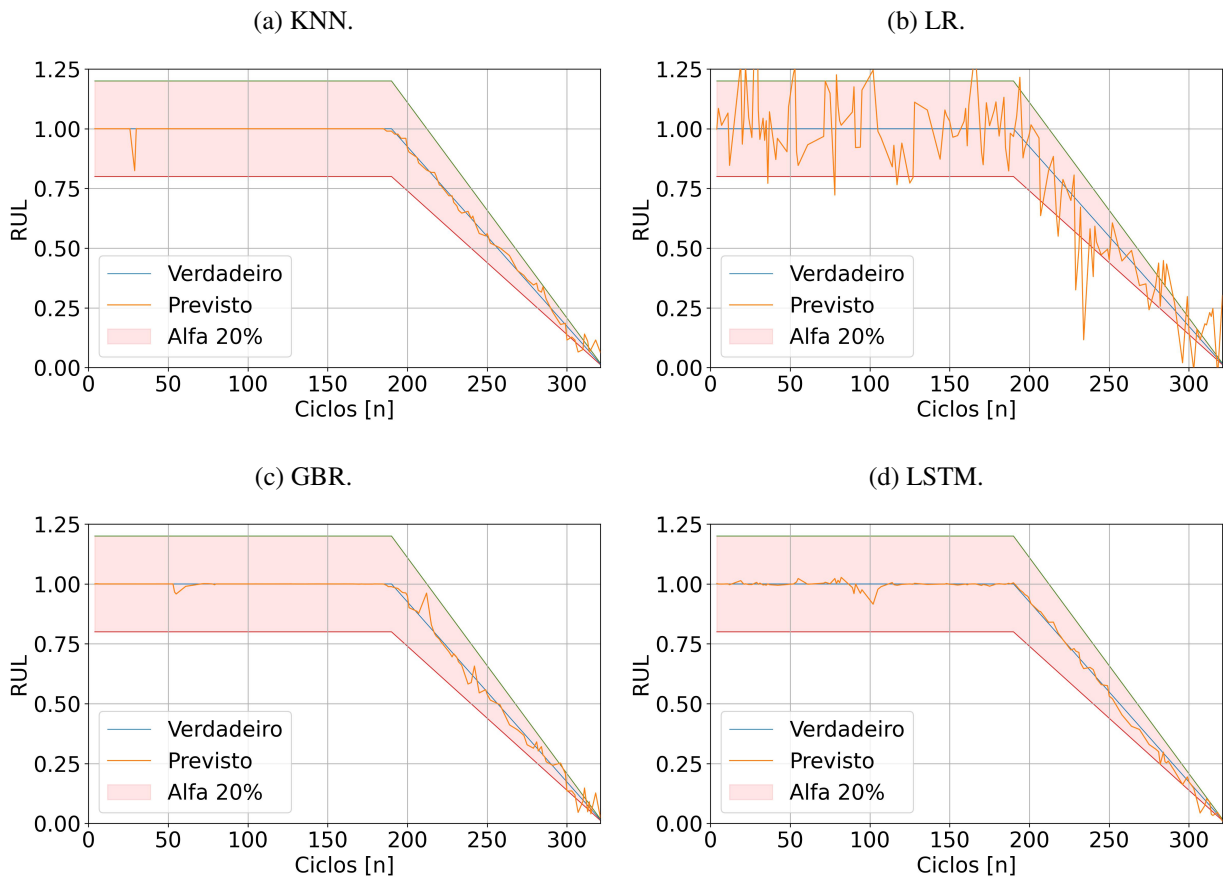 (a) KNN.
1.25
1.00
0.75
0.50
0.25
0.00
RUL
Verdadeiro
Previsto
Alfa 20%
0 50 100 150 200 250 300
Ciclos [n]
(b) LR.
1.25
1.00
0.75
0.50
0.25
0.00
RUL
Verdadeiro
Previsto
Alfa 20%
0 50 100 150 200 250 300
Ciclos [n]
(c) GBR.
1.25
1.00
0.75
0.50
0.25
0.00
RUL
Verdadeiro
Previsto
Alfa 20%
0 50 100 150 200 250 300
Ciclos [n]
(d) LSTM.
1.25
1.00
0.75
0.50
0.25
0.00
RUL
Verdadeiro
Previsto
Alfa 20%
0 50 100 150 200 250 300
Ciclos [n]